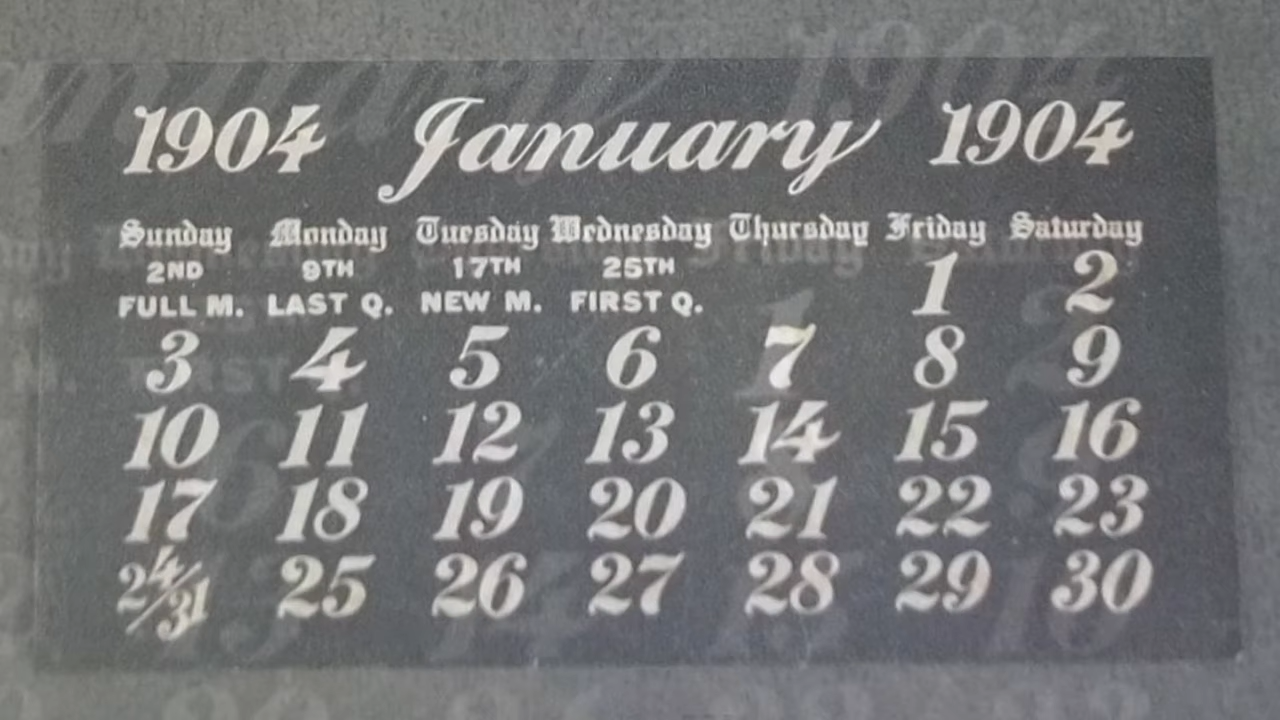 1904 January 1904
Sunday Monday Tuesday Wednesday Thursday Friday Saturday
2ND 9TH 17TH 25TH 1 2
FULL M. LAST Q. NEW M. FIRST Q.
3 4 5 6 7 8 9
10 11 12 13 14 15 16
17 18 19 20 21 22 23
24/31 25 26 27 28 29 30